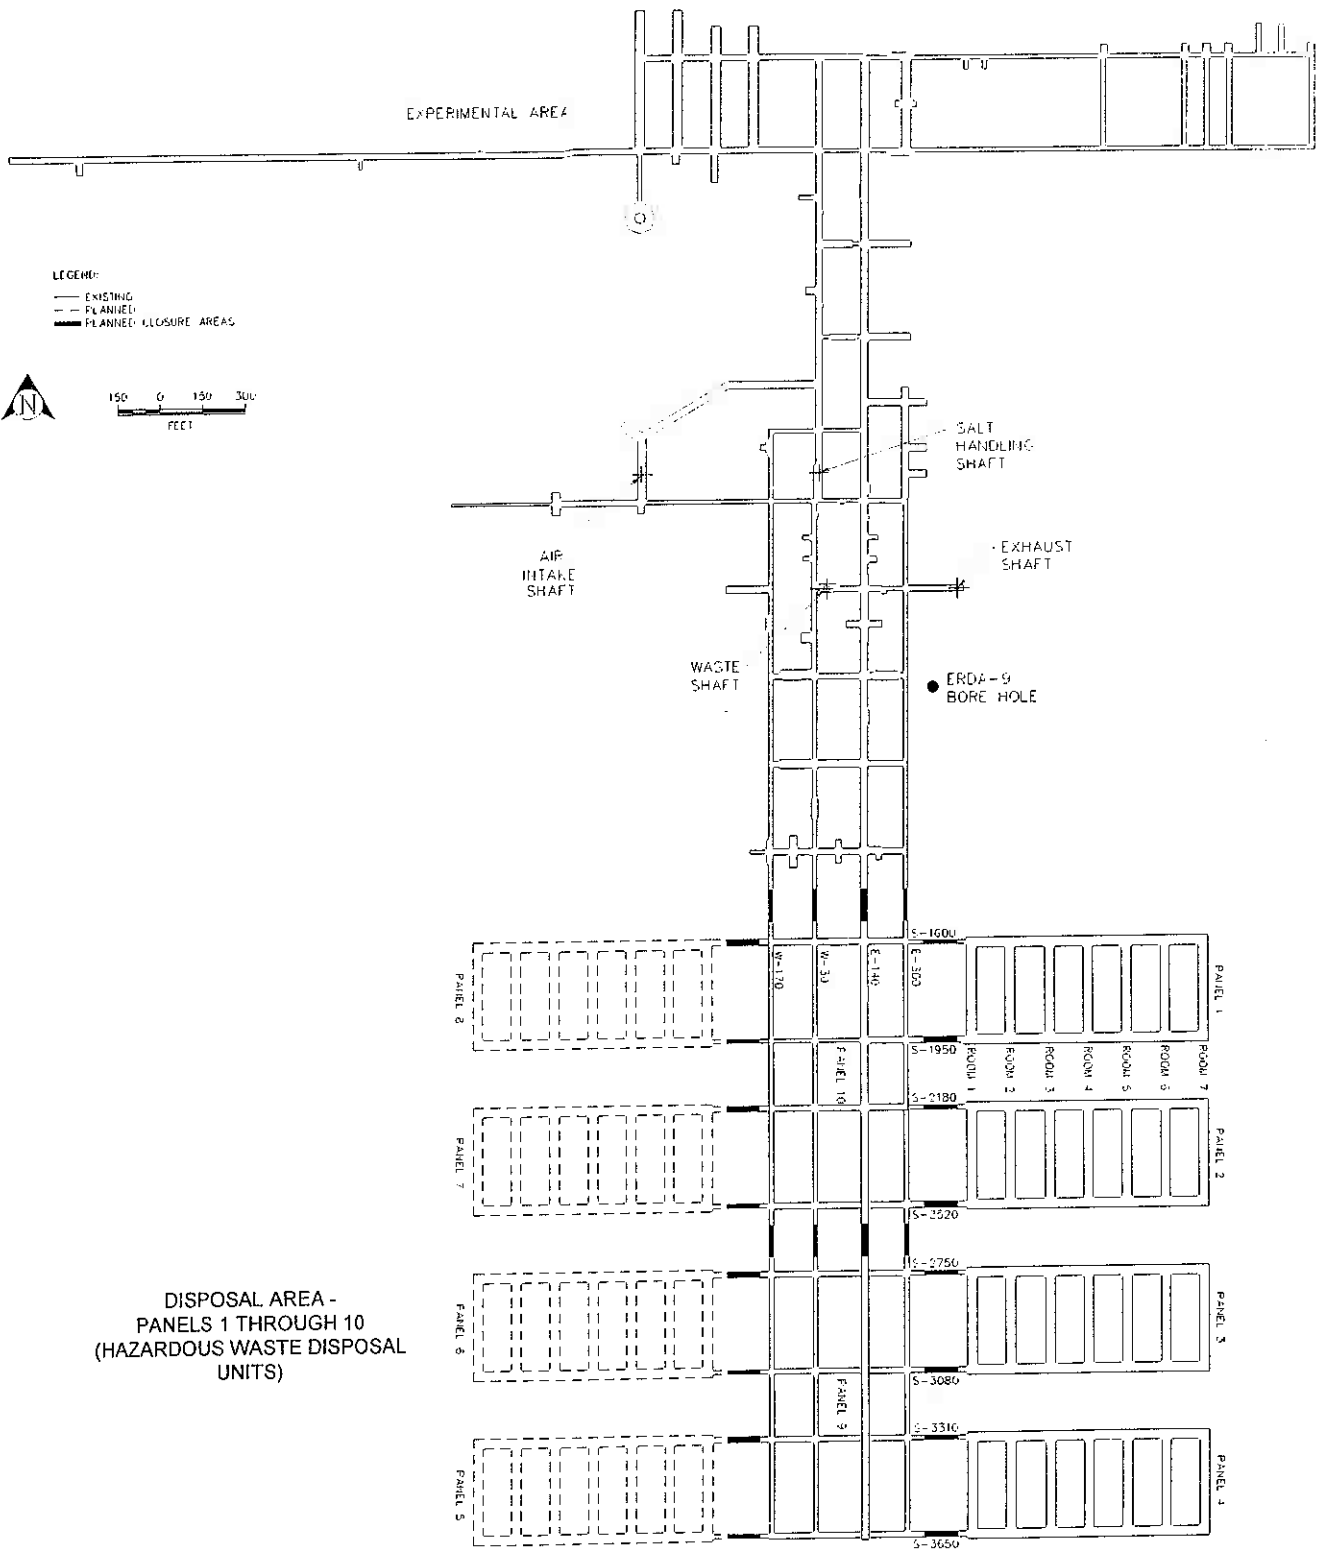 EXPERIMENTAL AREA
LEGEND:
EXISTING
PLANNED
PLANNED CLOSURE AREAS
N
150 0 150 300
FEET
SALT
HANDLING
SHAFT
AIR
INTAKE
SHAFT
EXHAUST
SHAFT
WASTE
SHAFT
ERDA-9
BORE HOLE
S-1600
W-170
W-30
E-140
E-300
PANEL 8
PANEL 1
S-1950
PANEL 10
ROOM 1
ROOM 2
ROOM 3
ROOM 4
ROOM 5
ROOM 6
ROOM 7
S-2180
PANEL 7
PANEL 2
S-2520
S-2750
PANEL 6
PANEL 3
DISPOSAL AREA -
PANELS 1 THROUGH 10
(HAZARDOUS WASTE DISPOSAL
UNITS)
S-3080
PANEL 9
S-3310
PANEL 5
PANEL 4
S-3650